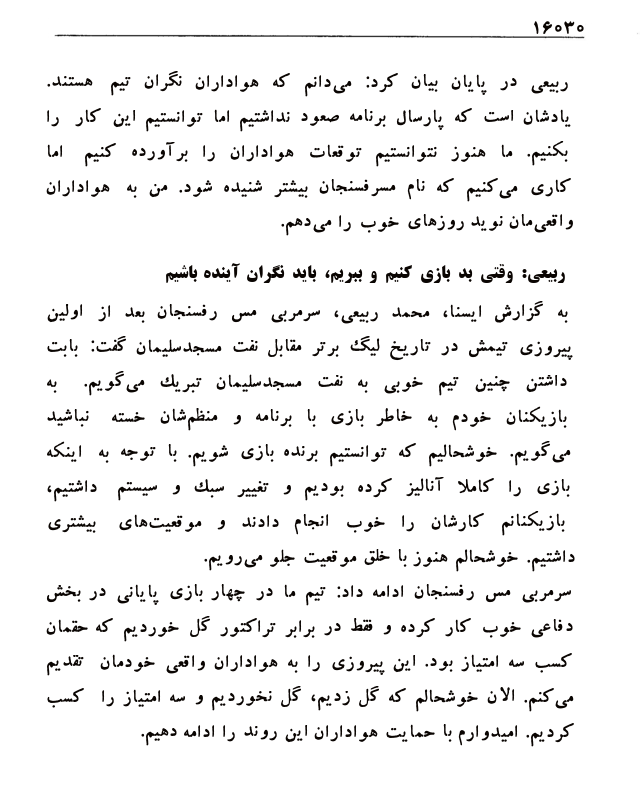 ۱۶۰۳۰
ربیعی در پایان بیان کرد: می‌دانم که هواداران نگران تیم هستند.
یادشان است که پارسال برنامه صعود نداشتیم اما توانستیم این کار را
بکنیم. ما هنوز نتوانستیم توقعات هواداران را برآورده کنیم اما
کاری می‌کنیم که نام مسرفسنجان بیشتر شنیده شود. من به هواداران
واقعی‌مان نوید روزهای خوب را می‌دهم.
ربیعی: وقتی بد بازی کنیم و ببریم، باید نگران آینده باشیم
به گزارش ایسنا، محمد ربیعی، سرمربی مس رفسنجان بعد از اولین
پیروزی تیمش در تاریخ لیگ برتر مقابل نفت مسجدسلیمان گفت: بابت
داشتن چنین تیم خوبی به نفت مسجدسلیمان تبریك می‌گویم. به
بازیکنان خودم به خاطر بازی با برنامه و منظم‌شان خسته نباشید
می‌گویم. خوشحالیم که توانستیم برنده بازی شویم. با توجه به اینکه
بازی را کاملا آنالیز کرده بودیم و تغییر سبك و سیستم داشتیم،
بازیکنانم کارشان را خوب انجام دادند و موقعیت‌های بیشتری
داشتیم. خوشحالم هنوز با خلق موقعیت جلو می‌رویم.
سرمربی مس رفسنجان ادامه داد: تیم ما در چهار بازی پایانی در بخش
دفاعی خوب کار کرده و فقط در برابر تراکتور گل خوردیم که حقمان
کسب سه امتیاز بود. این پیروزی را به هواداران واقعی خودمان تقدیم
می‌کنم. الان خوشحالم که گل زدیم، گل نخوردیم و سه امتیاز را کسب
کردیم. امیدوارم با حمایت هواداران این روند را ادامه دهیم.